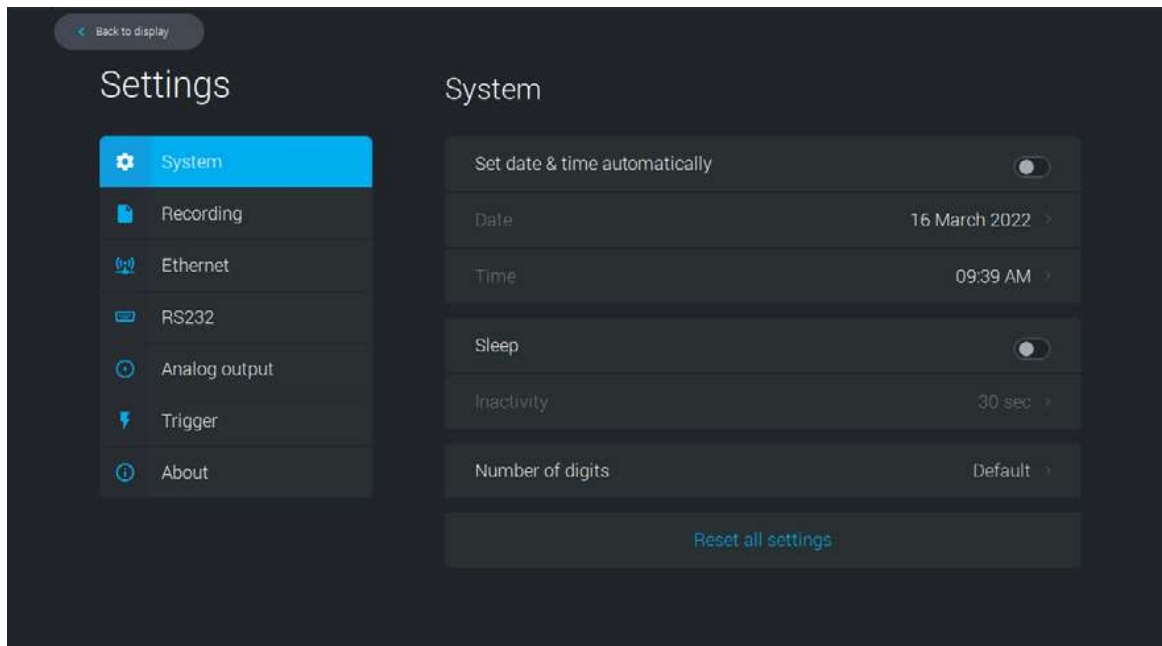 Back to display
Settings
System
Recording
Ethernet
RS232
Analog output
Trigger
About
System
Set date & time automatically
Date 16 March 2022
Time 09:39 AM
Sleep
Inactivity 30 sec
Number of digits Default
Reset all settings